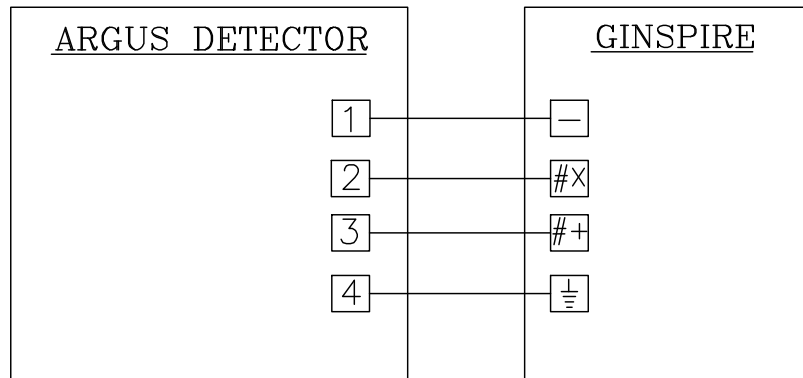 ARGUS DETECTOR
GINSPIRE
1 —
2 #X
3 #+
4 ⏚